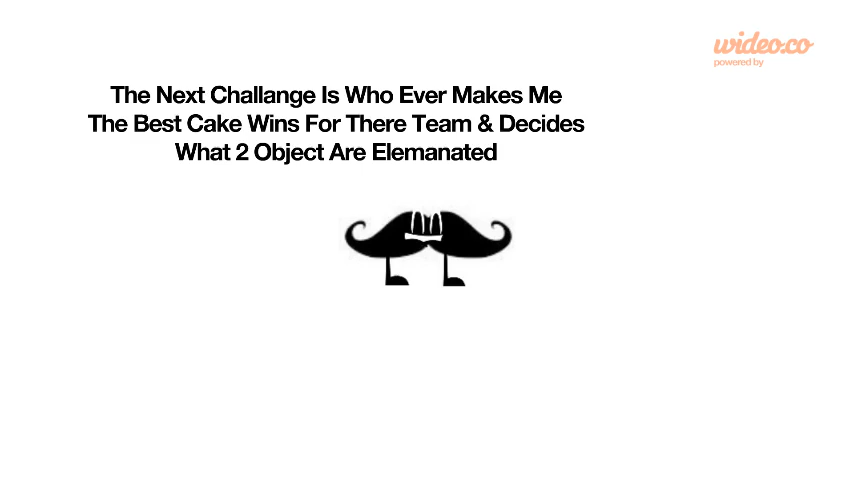 wideo.co
powered by
The Next Challange Is Who Ever Makes Me
The Best Cake Wins For There Team & Decides
What 2 Object Are Elemanated